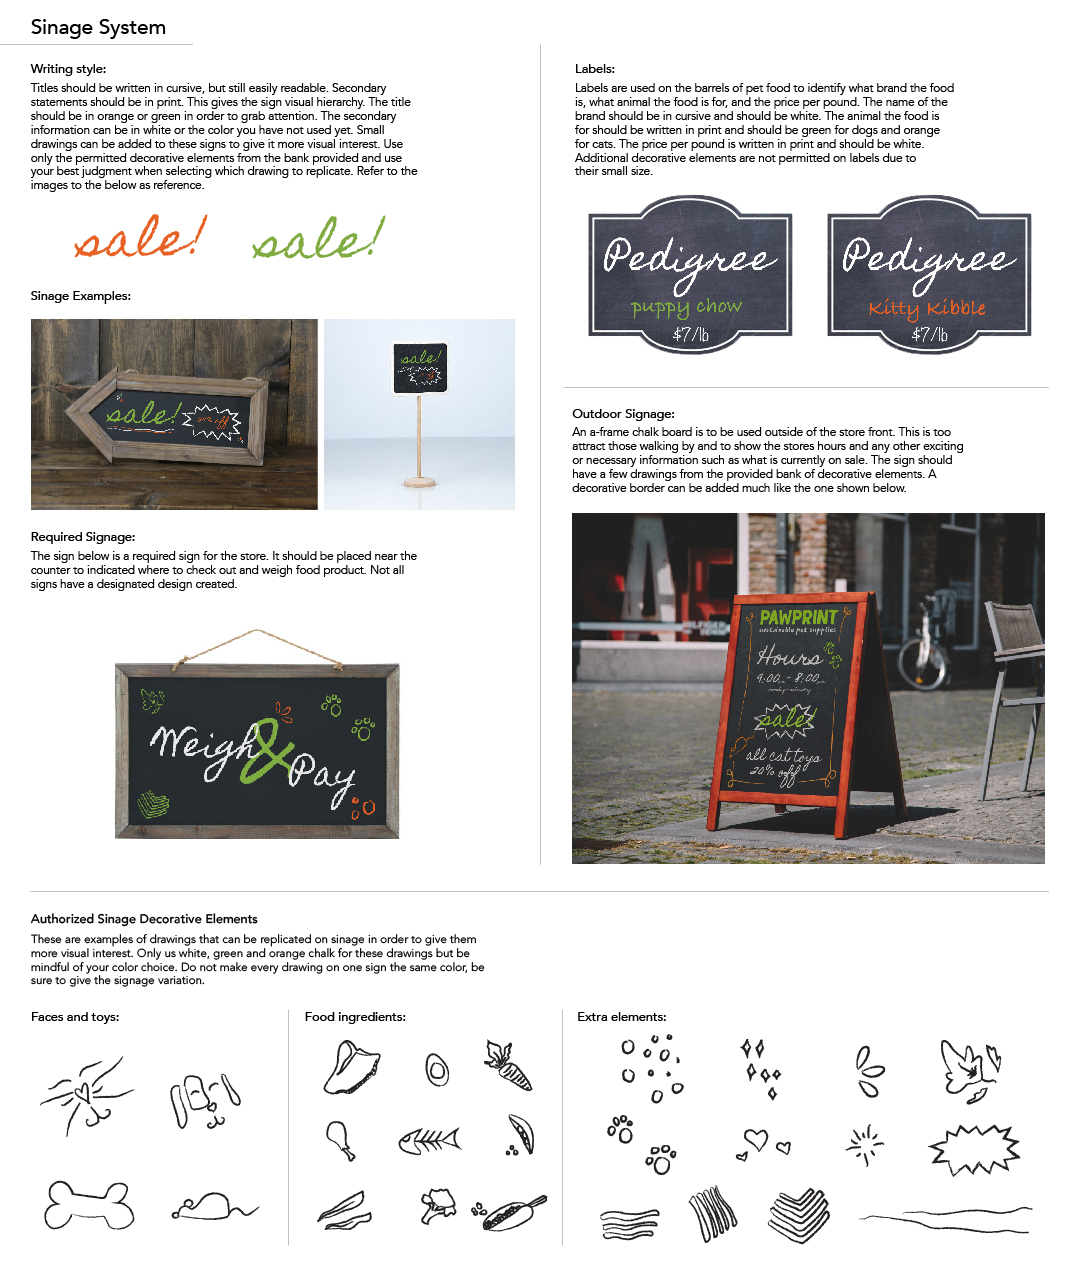 Sinage System
Writing style:
Titles should be written in cursive, but still easily readable. Secondary
statements should be in print. This gives the sign visual hierarchy. The title
should be in orange or green in order to grab attention. The secondary
information can be in white or the color you have not used yet. Small
drawings can be added to these signs to give it more visual interest. Use
only the permitted decorative elements from the bank provided and use
your best judgment when selecting which drawing to replicate. Refer to the
images to the below as reference.
sale! sale!
Sinage Examples:
sale!
sale!
Required Signage:
The sign below is a required sign for the store. It should be placed near the
counter to indicated where to check out and weigh food product. Not all
signs have a designated design created.
Weigh & Pay
Labels:
Labels are used on the barrels of pet food to identify what brand the food
is, what animal the food is for, and the price per pound. The name of the
brand should be in cursive and should be white. The animal the food is
for should be written in print and should be green for dogs and orange
for cats. The price per pound is written in print and should be white.
Additional decorative elements are not permitted on labels due to
their small size.
Pedigree
puppy chow
$7/lb
Pedigree
Kitty Kibble
$7/lb
Outdoor Signage:
An a-frame chalk board is to be used outside of the store front. This is too
attract those walking by and to show the stores hours and any other exciting
or necessary information such as what is currently on sale. The sign should
have a few drawings from the provided bank of decorative elements. A
decorative border can be added much like the one shown below.
PAWPRINT
sustainable pet supplies
Hours
9:00am - 8:00pm
sale!
all cat toys
20% off
Authorized Sinage Decorative Elements
These are examples of drawings that can be replicated on sinage in order to give them
more visual interest. Only us white, green and orange chalk for these drawings but be
mindful of your color choice. Do not make every drawing on one sign the same color, be
sure to give the signage variation.
Faces and toys:
Food ingredients:
Extra elements: